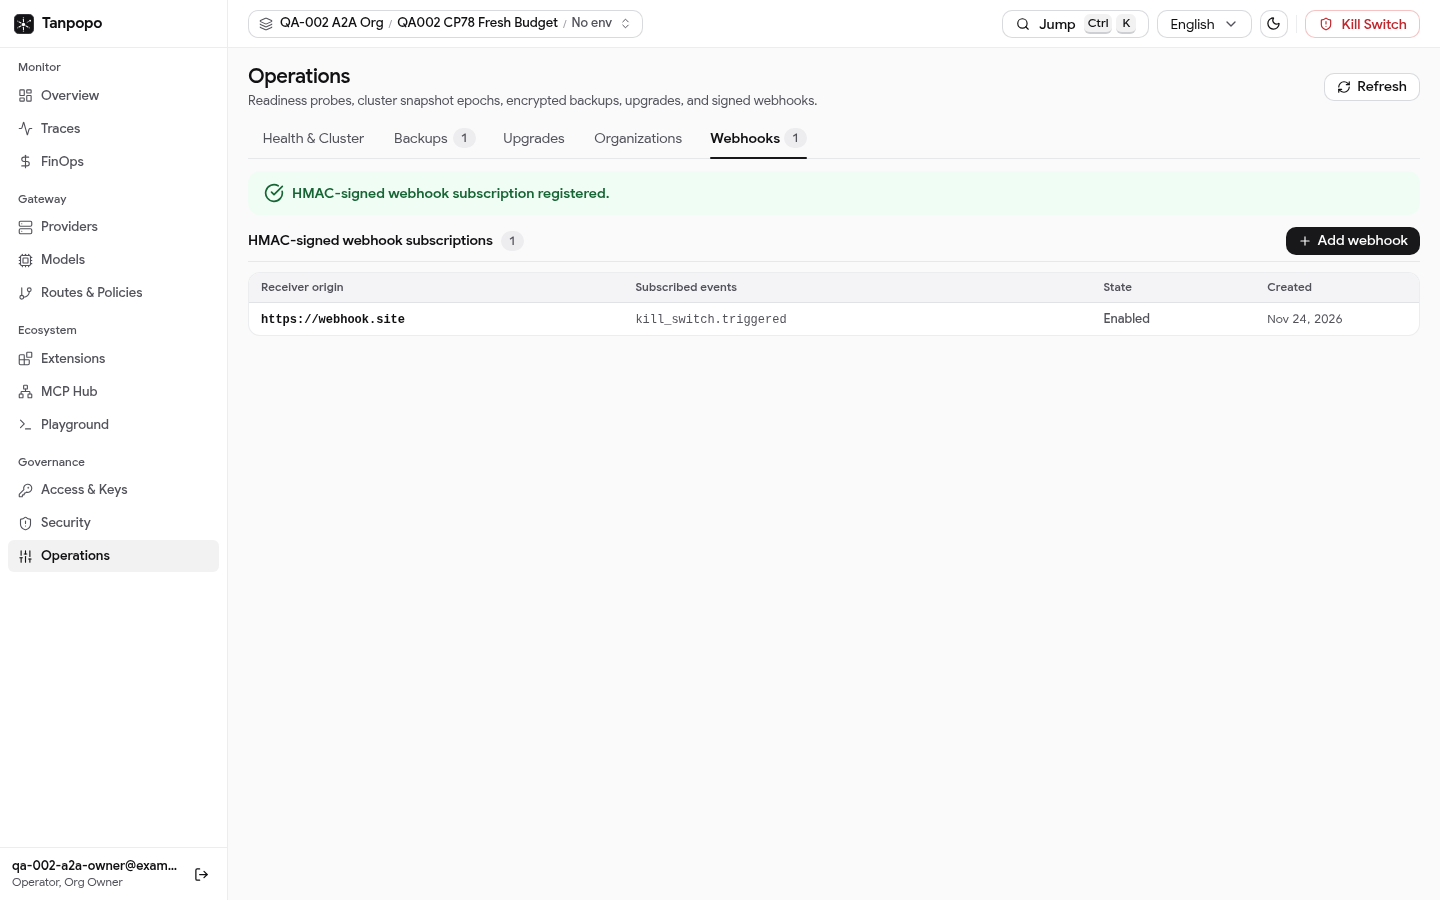 Tanpopo
QA-002 A2A Org / QA002 CP78 Fresh Budget / No env
Jump Ctrl K
English
Kill Switch
Monitor
Overview
Traces
FinOps
Gateway
Providers
Models
Routes & Policies
Ecosystem
Extensions
MCP Hub
Playground
Governance
Access & Keys
Security
Operations
qa-002-a2a-owner@exam...
Operator, Org Owner
Operations
Readiness probes, cluster snapshot epochs, encrypted backups, upgrades, and signed webhooks.
Refresh
Health & Cluster Backups 1 Upgrades Organizations Webhooks 1
HMAC-signed webhook subscription registered.
HMAC-signed webhook subscriptions 1
Add webhook
Receiver origin Subscribed events State Created
https://webhook.site kill_switch.triggered Enabled Nov 24, 2026